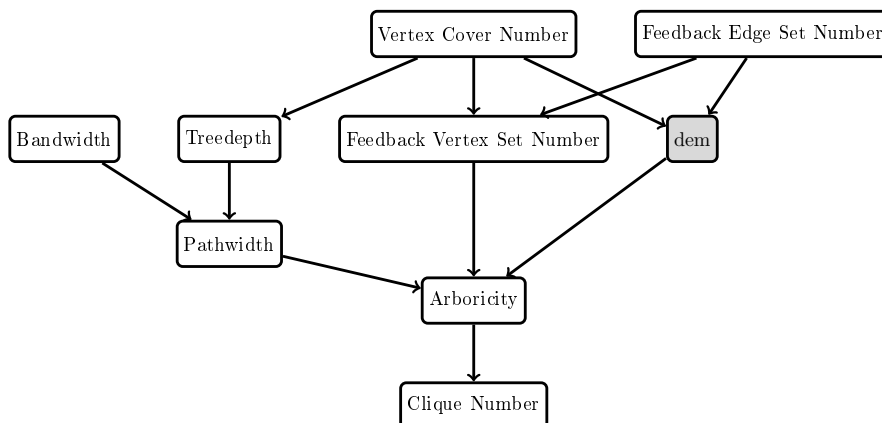 Vertex Cover Number
Feedback Edge Set Number
Bandwidth
Treedepth
Feedback Vertex Set Number
dem
Pathwidth
Arboricity
Clique Number